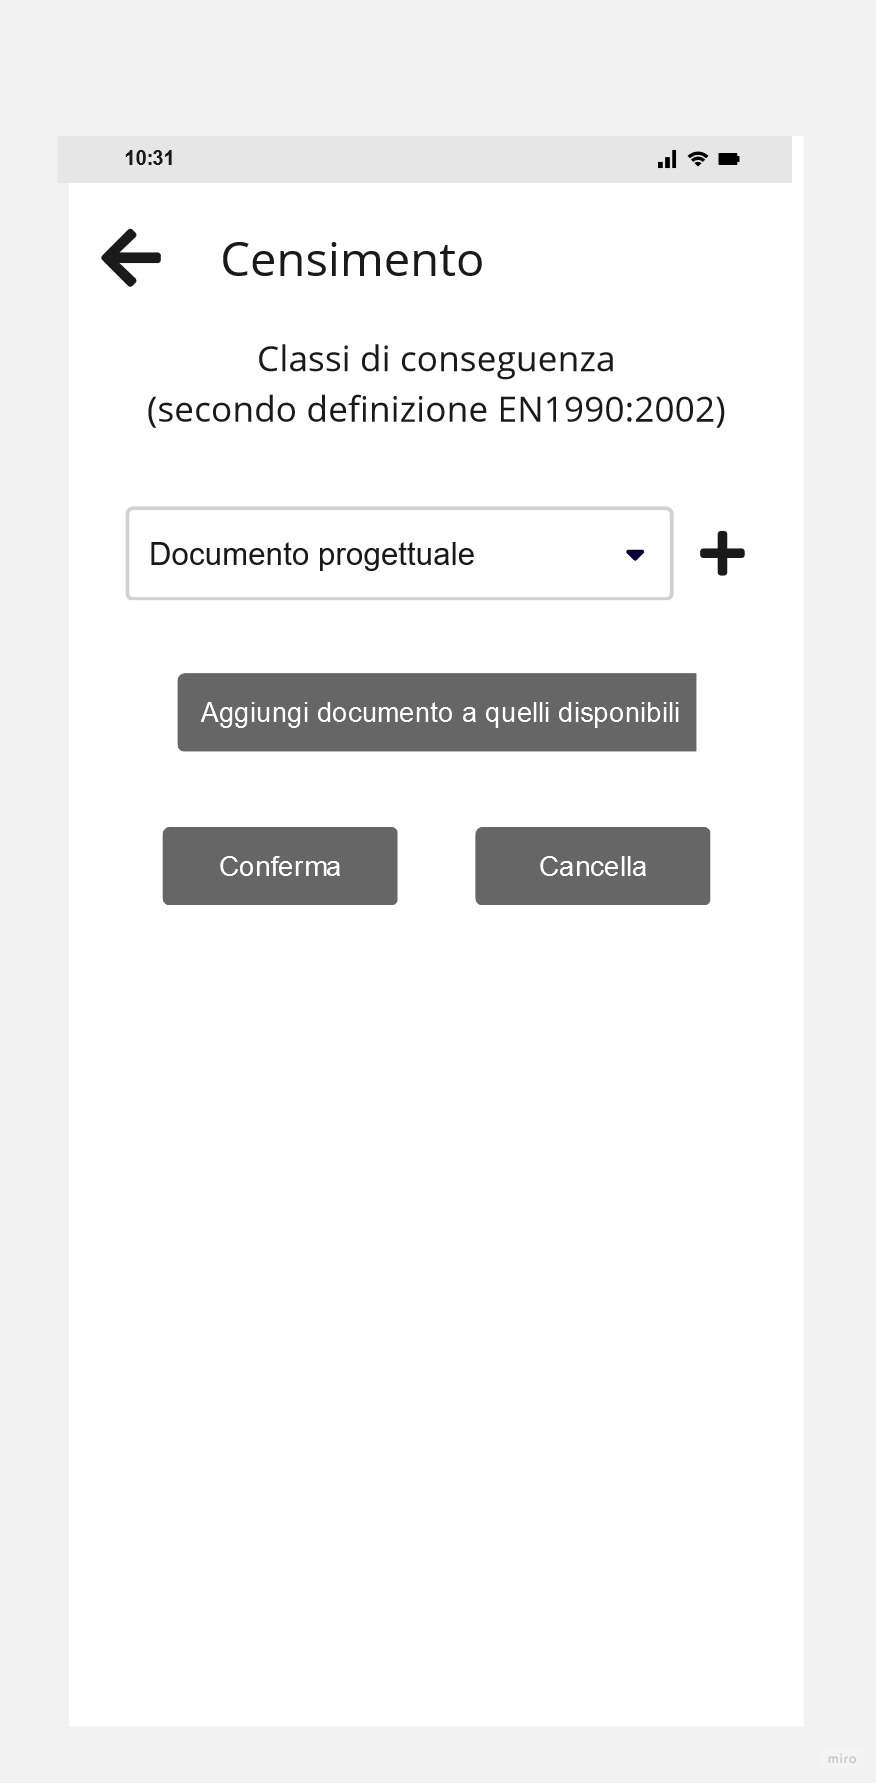 10:31
Censimento
Classi di conseguenza
(secondo definizione EN1990:2002)
Documento progettuale
Aggiungi documento a quelli disponibili
Conferma
Cancella
miro